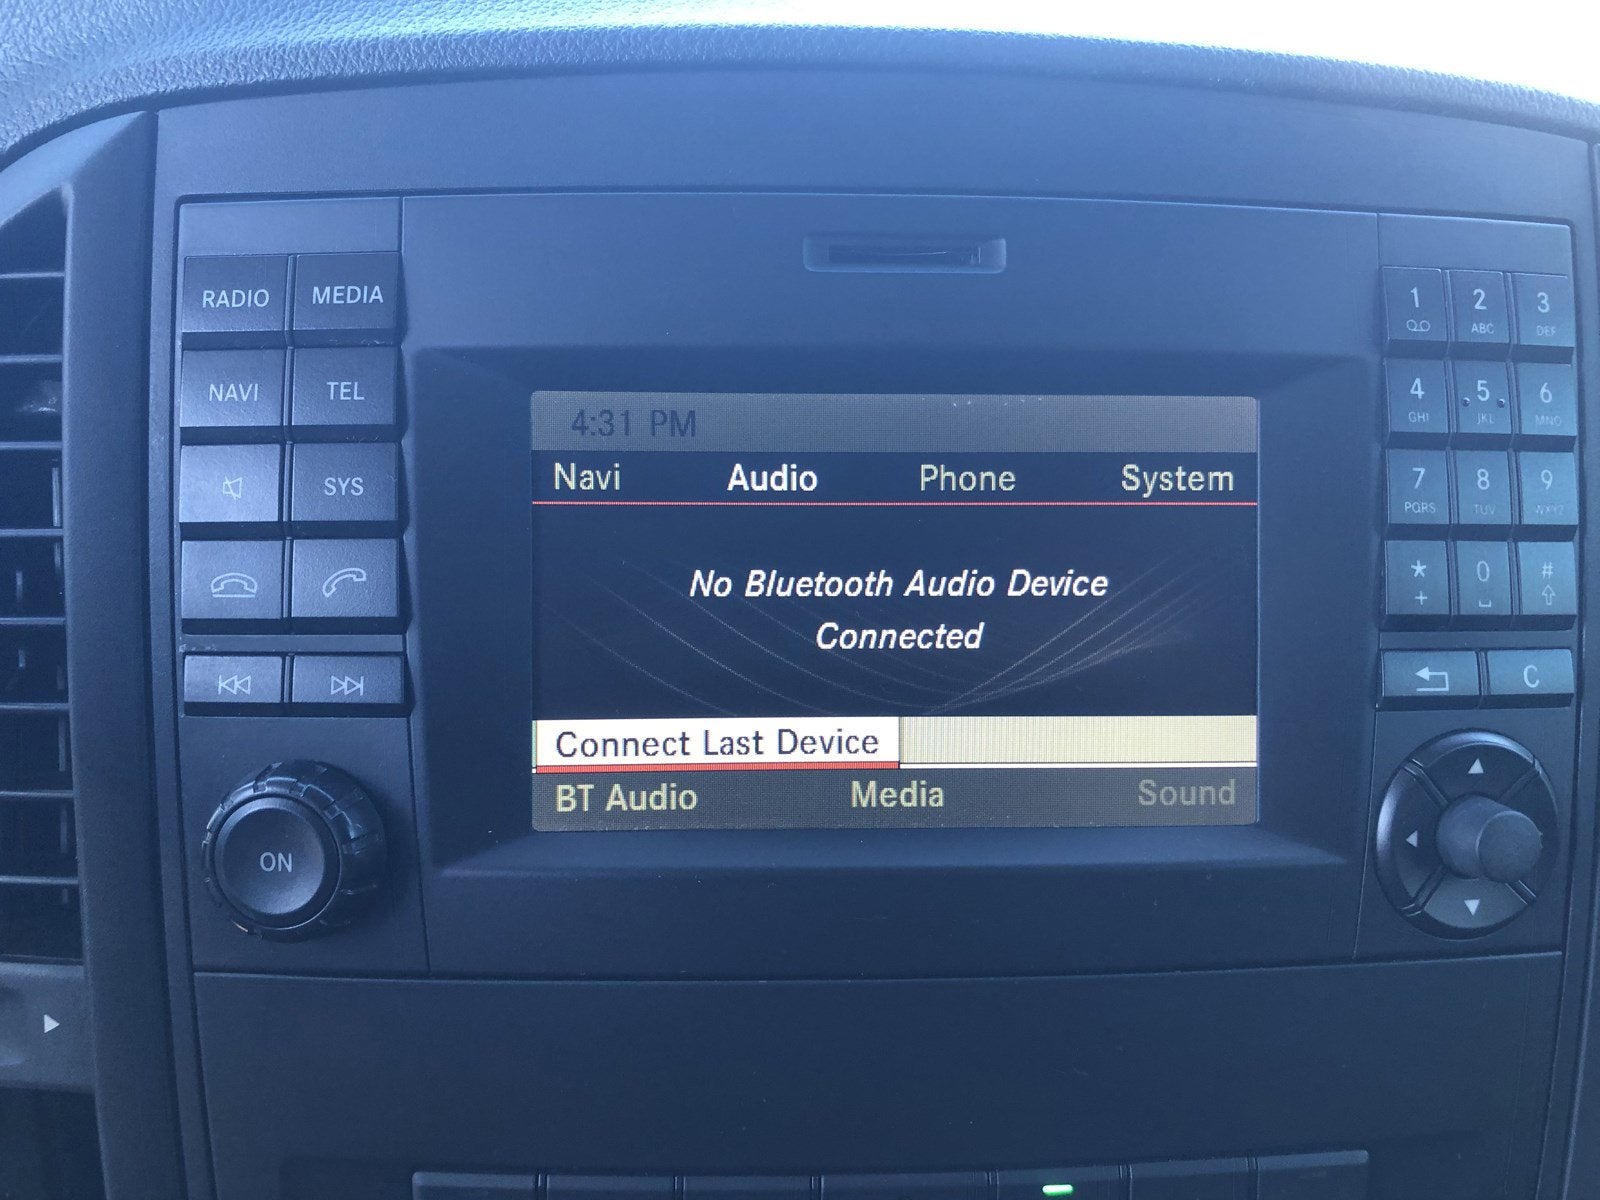 RADIO MEDIA
NAVI TEL
SYS
ON
4:31 PM
Navi Audio Phone System
No Bluetooth Audio Device
Connected
Connect Last Device
BT Audio Media Sound
1 2 3
ABC DEF
4 5 6
GHI JKL MNO
7 8 9
PQRS TUV WXYZ
* 0 #
+
C